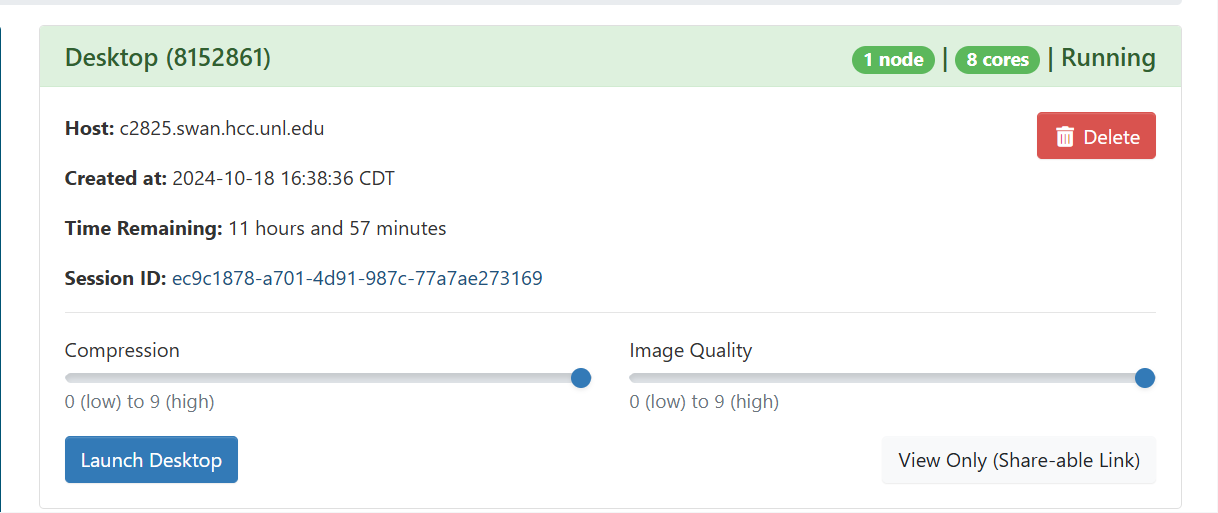 Desktop (8152861) 1 node | 8 cores | Running
Host: c2825.swan.hcc.unl.edu
Delete
Created at: 2024-10-18 16:38:36 CDT
Time Remaining: 11 hours and 57 minutes
Session ID: ec9c1878-a701-4d91-987c-77a7ae273169
Compression
0 (low) to 9 (high)
Image Quality
0 (low) to 9 (high)
Launch Desktop
View Only (Share-able Link)